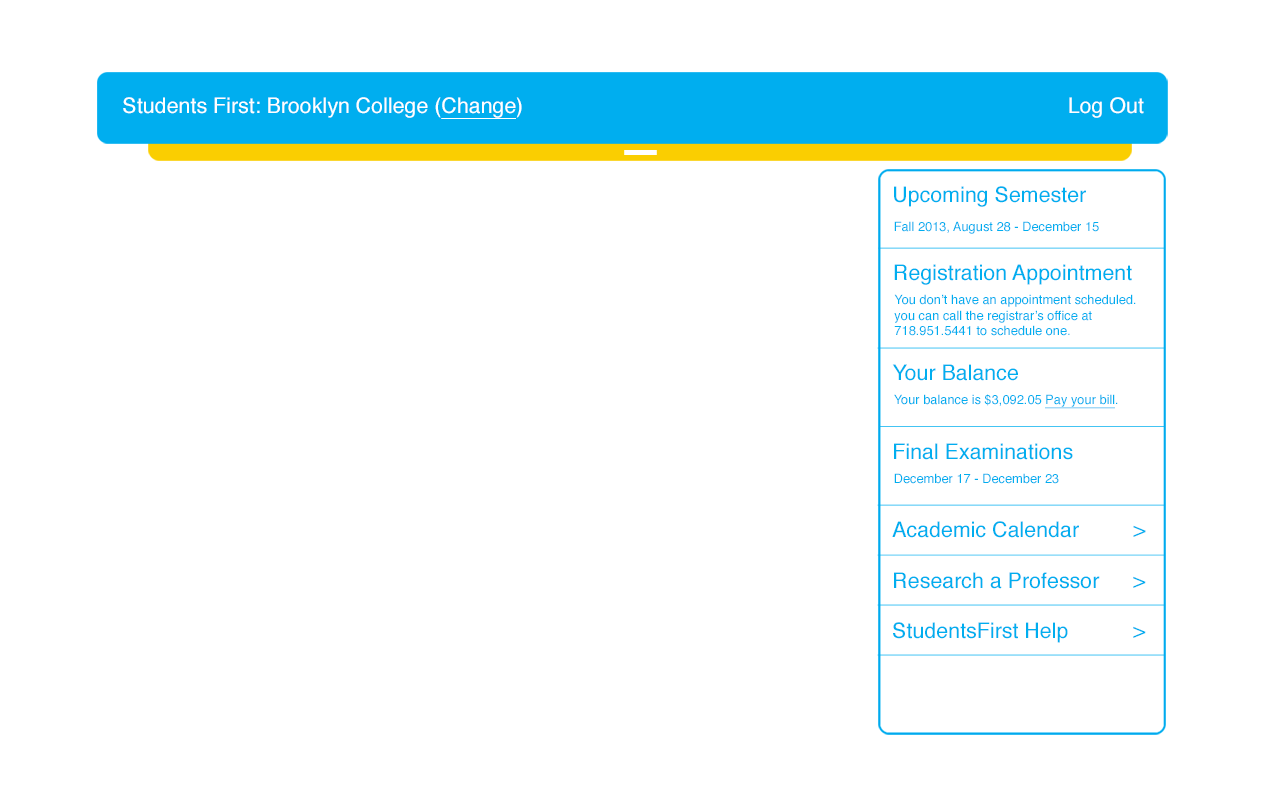 Students First: Brooklyn College (Change)
Log Out
Upcoming Semester
Fall 2013, August 28 - December 15
Registration Appointment
You don’t have an appointment scheduled.
you can call the registrar’s office at
718.951.5441 to schedule one.
Your Balance
Your balance is $3,092.05 Pay your bill.
Final Examinations
December 17 - December 23
Academic Calendar >
Research a Professor >
StudentsFirst Help >